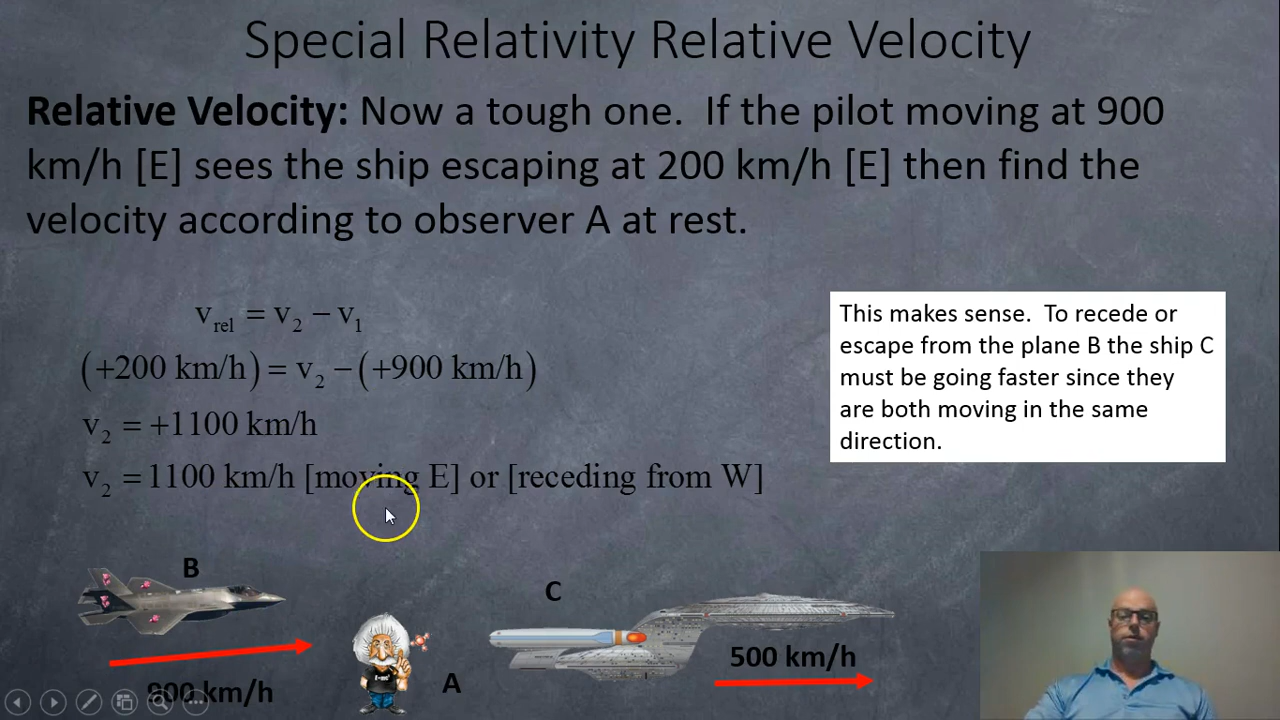 Special Relativity Relative Velocity
Relative Velocity: Now a tough one. If the pilot moving at 900
km/h [E] sees the ship escaping at 200 km/h [E] then find the
velocity according to observer A at rest.
v_rel = v_2 − v_1
(+200 km/h) = v_2 − (+900 km/h)
v_2 = +1100 km/h
v_2 = 1100 km/h [moving E] or [receding from W]
This makes sense. To recede or
escape from the plane B the ship C
must be going faster since they
are both moving in the same
direction.
B
C
500 km/h
A
900 km/h